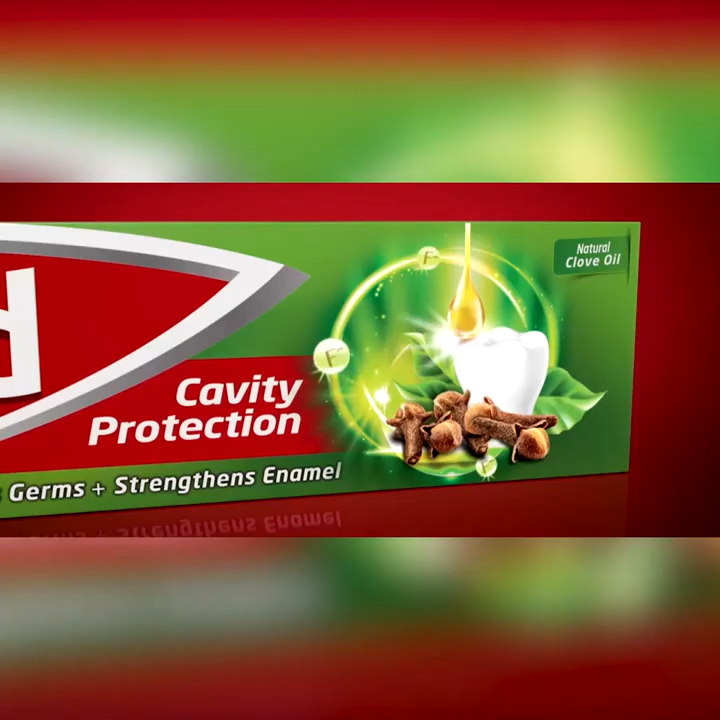 d
Natural
Clove Oil
F⁻
F⁻
Cavity
Protection
Germs + Strengthens Enamel